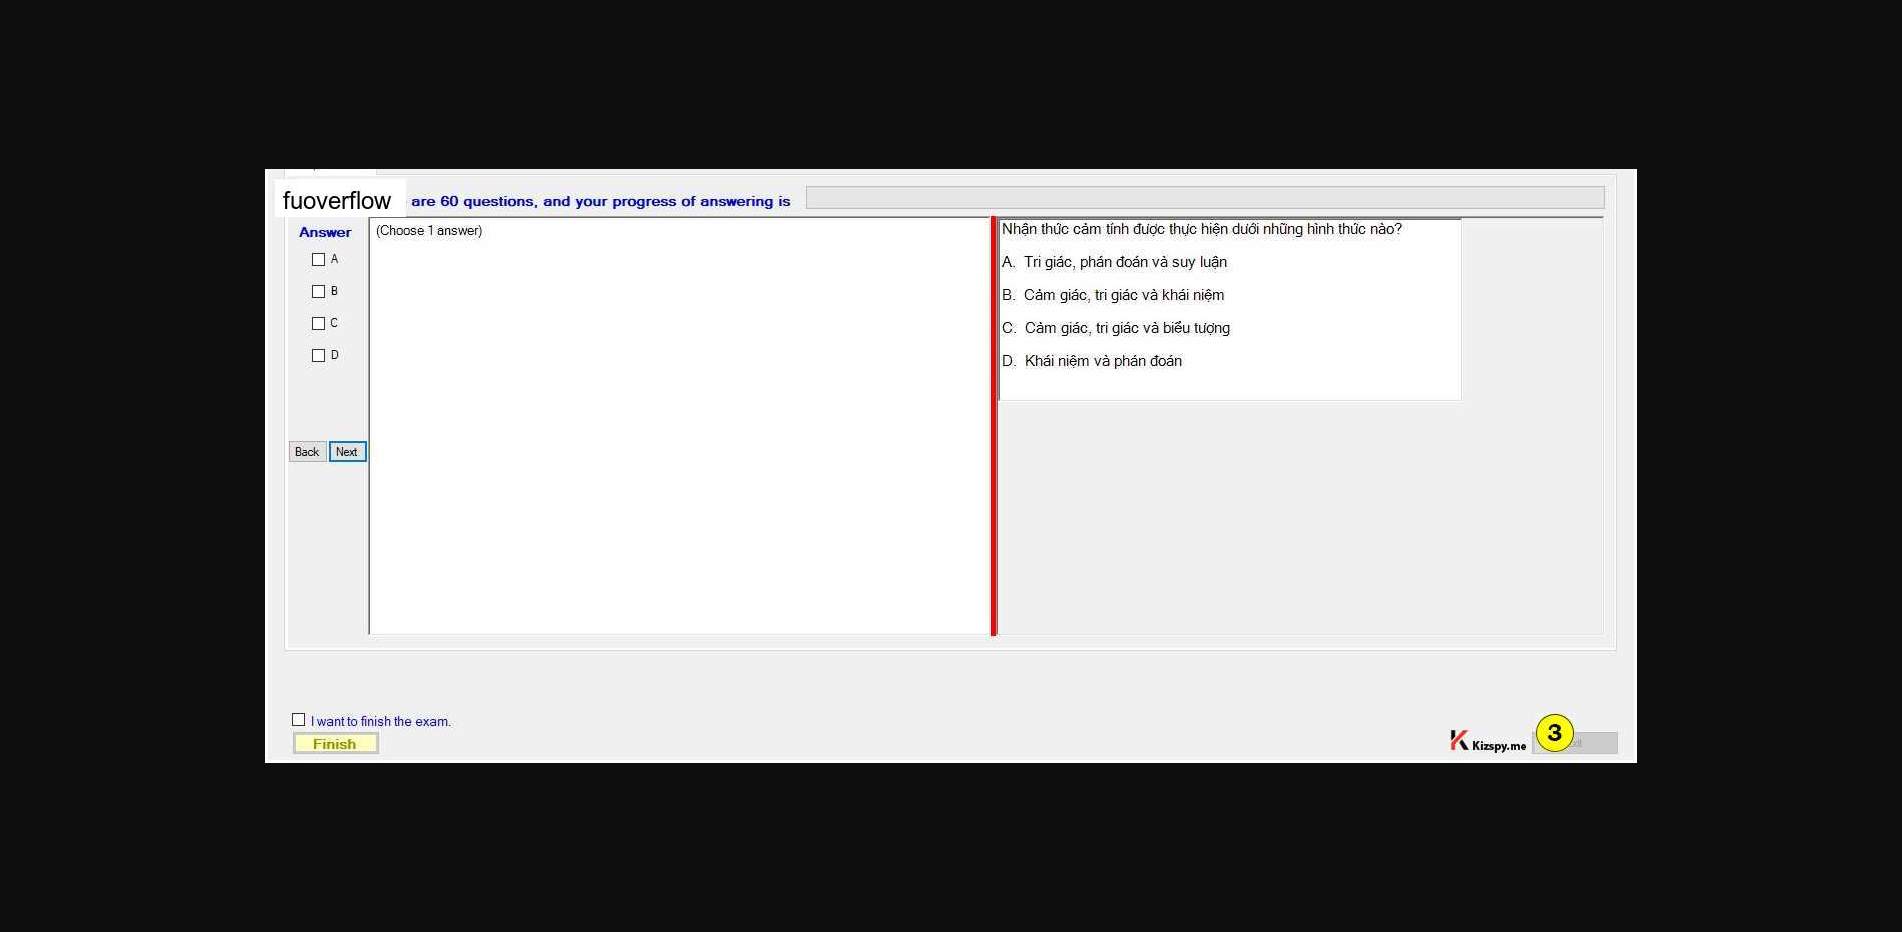 fuoverflow are 60 questions, and your progress of answering is
Answer
(Choose 1 answer)
A
B
C
D
Back Next
Nhận thức cảm tính được thực hiện dưới những hình thức nào?
A. Tri giác, phán đoán và suy luận
B. Cảm giác, tri giác và khái niệm
C. Cảm giác, tri giác và biểu tượng
D. Khái niệm và phán đoán
I want to finish the exam.
Finish
Kizspy.me
3